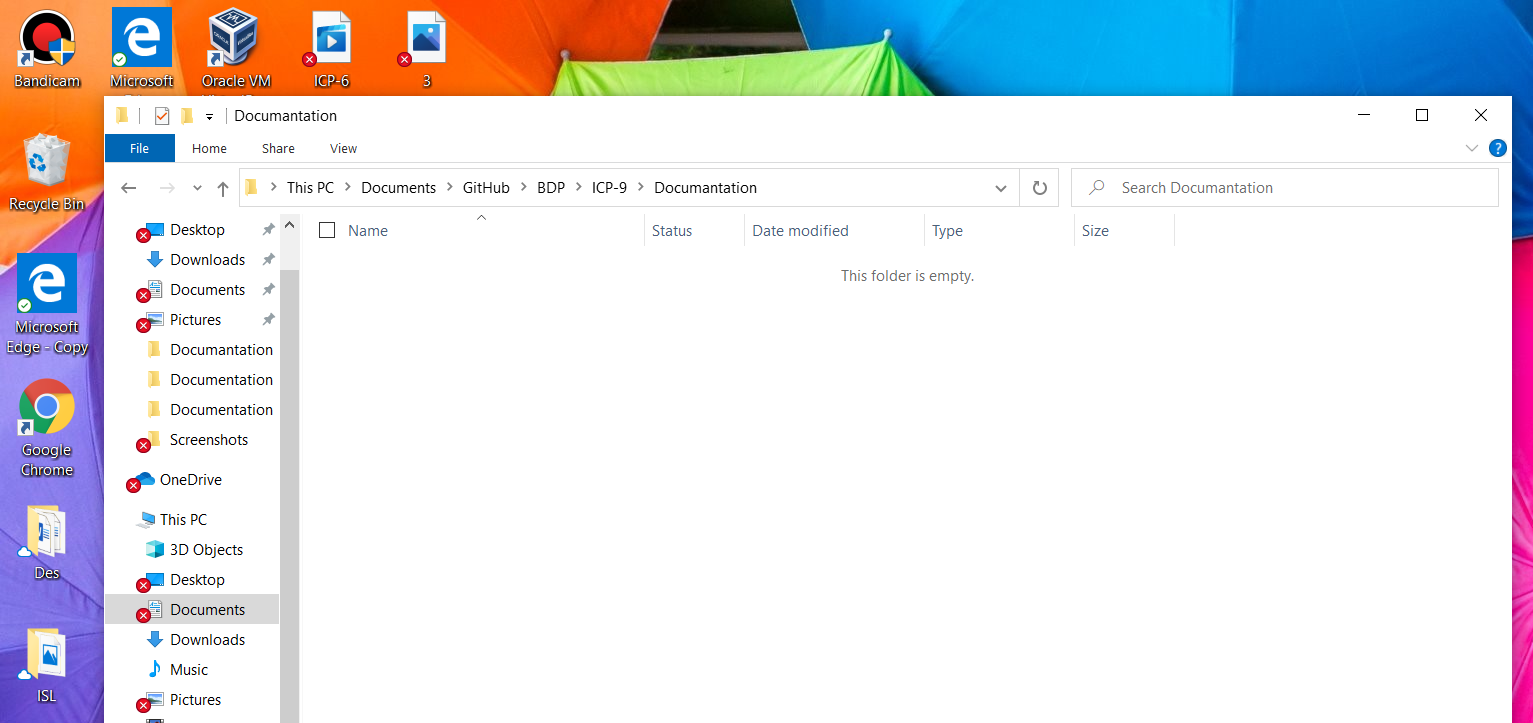 Bandicam
Microsoft
Oracle VM
ICP-6
3
Recycle Bin
Microsoft
Edge - Copy
Google
Chrome
Des
ISL
Documantation
File Home Share View
?
This PC > Documents > GitHub > BDP > ICP-9 > Documantation
Search Documantation
Name Status Date modified Type Size
This folder is empty.
Desktop
Downloads
Documents
Pictures
Documantation
Documentation
Documentation
Screenshots
OneDrive
This PC
3D Objects
Desktop
Documents
Downloads
Music
Pictures